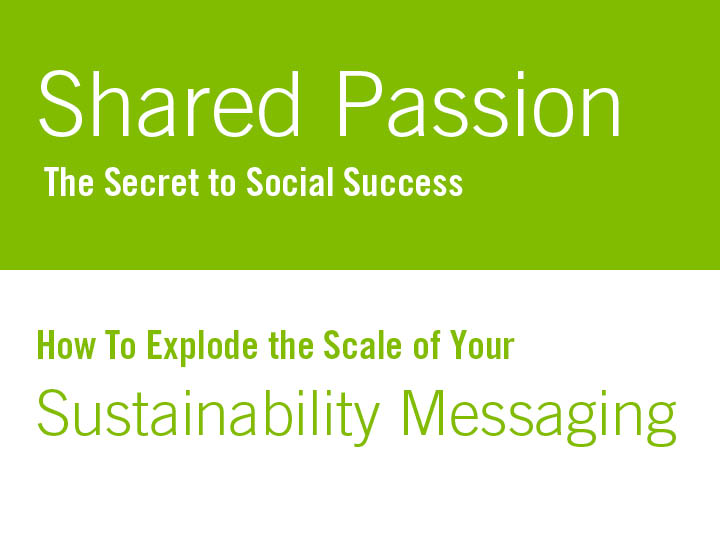 Shared Passion
The Secret to Social Success
How To Explode the Scale of Your
Sustainability Messaging